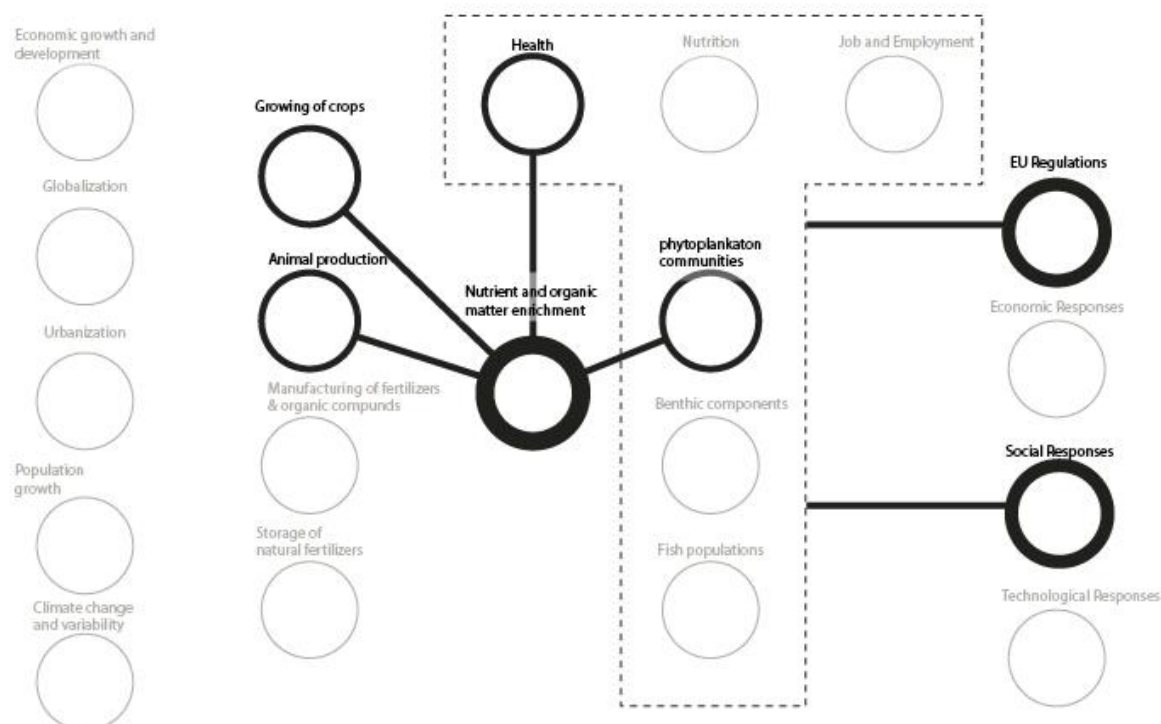 Economic growth and
development
Globalization
Urbanization
Population
growth
Climate change
and variability
Growing of crops
Animal production
Manufacturing of fertilizers
& organic compunds
Storage of
natural fertilizers
Health
Nutrient and organic
matter enrichment
Nutrition
Job and Employment
phytoplankaton
communities
Benthic components
Fish populations
EU Regulations
Economic Responses
Social Responses
Technological Responses